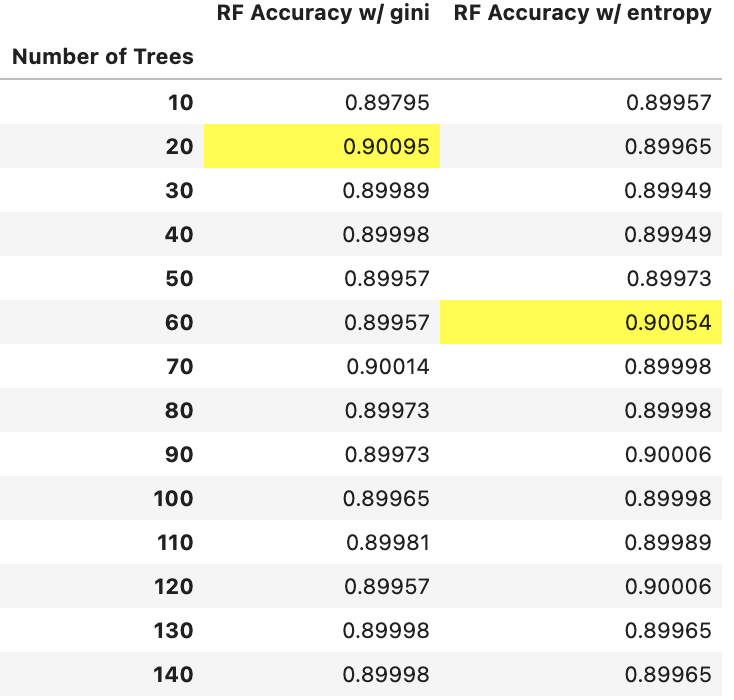 RF Accuracy w/ gini RF Accuracy w/ entropy
Number of Trees
10 0.89795 0.89957
20 0.90095 0.89965
30 0.89989 0.89949
40 0.89998 0.89949
50 0.89957 0.89973
60 0.89957 0.90054
70 0.90014 0.89998
80 0.89973 0.89998
90 0.89973 0.90006
100 0.89965 0.89998
110 0.89981 0.89989
120 0.89957 0.90006
130 0.89998 0.89965
140 0.89998 0.89965